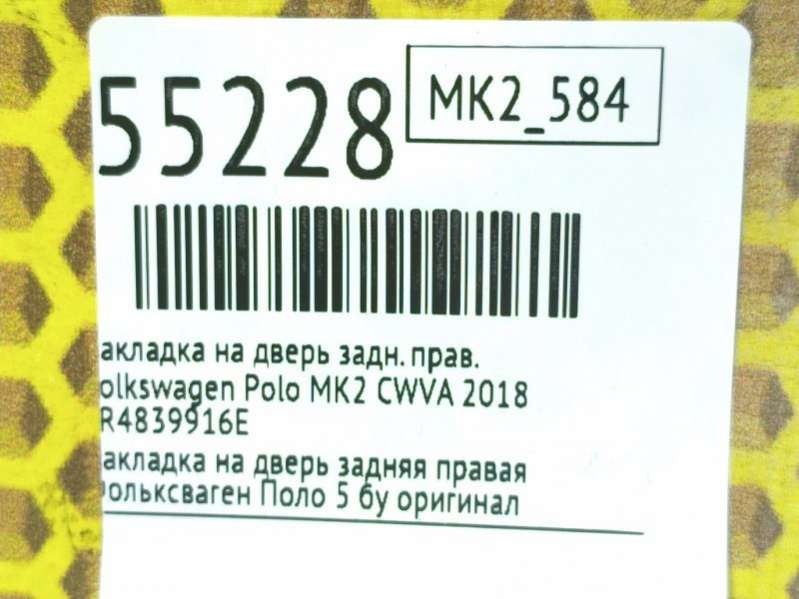 55228
MK2_584
акладка на дверь задн. прав.
olkswagen Polo MK2 CWVA 2018
R4839916E
акладка на дверь задняя правая
ольксваген Поло 5 бу оригинал